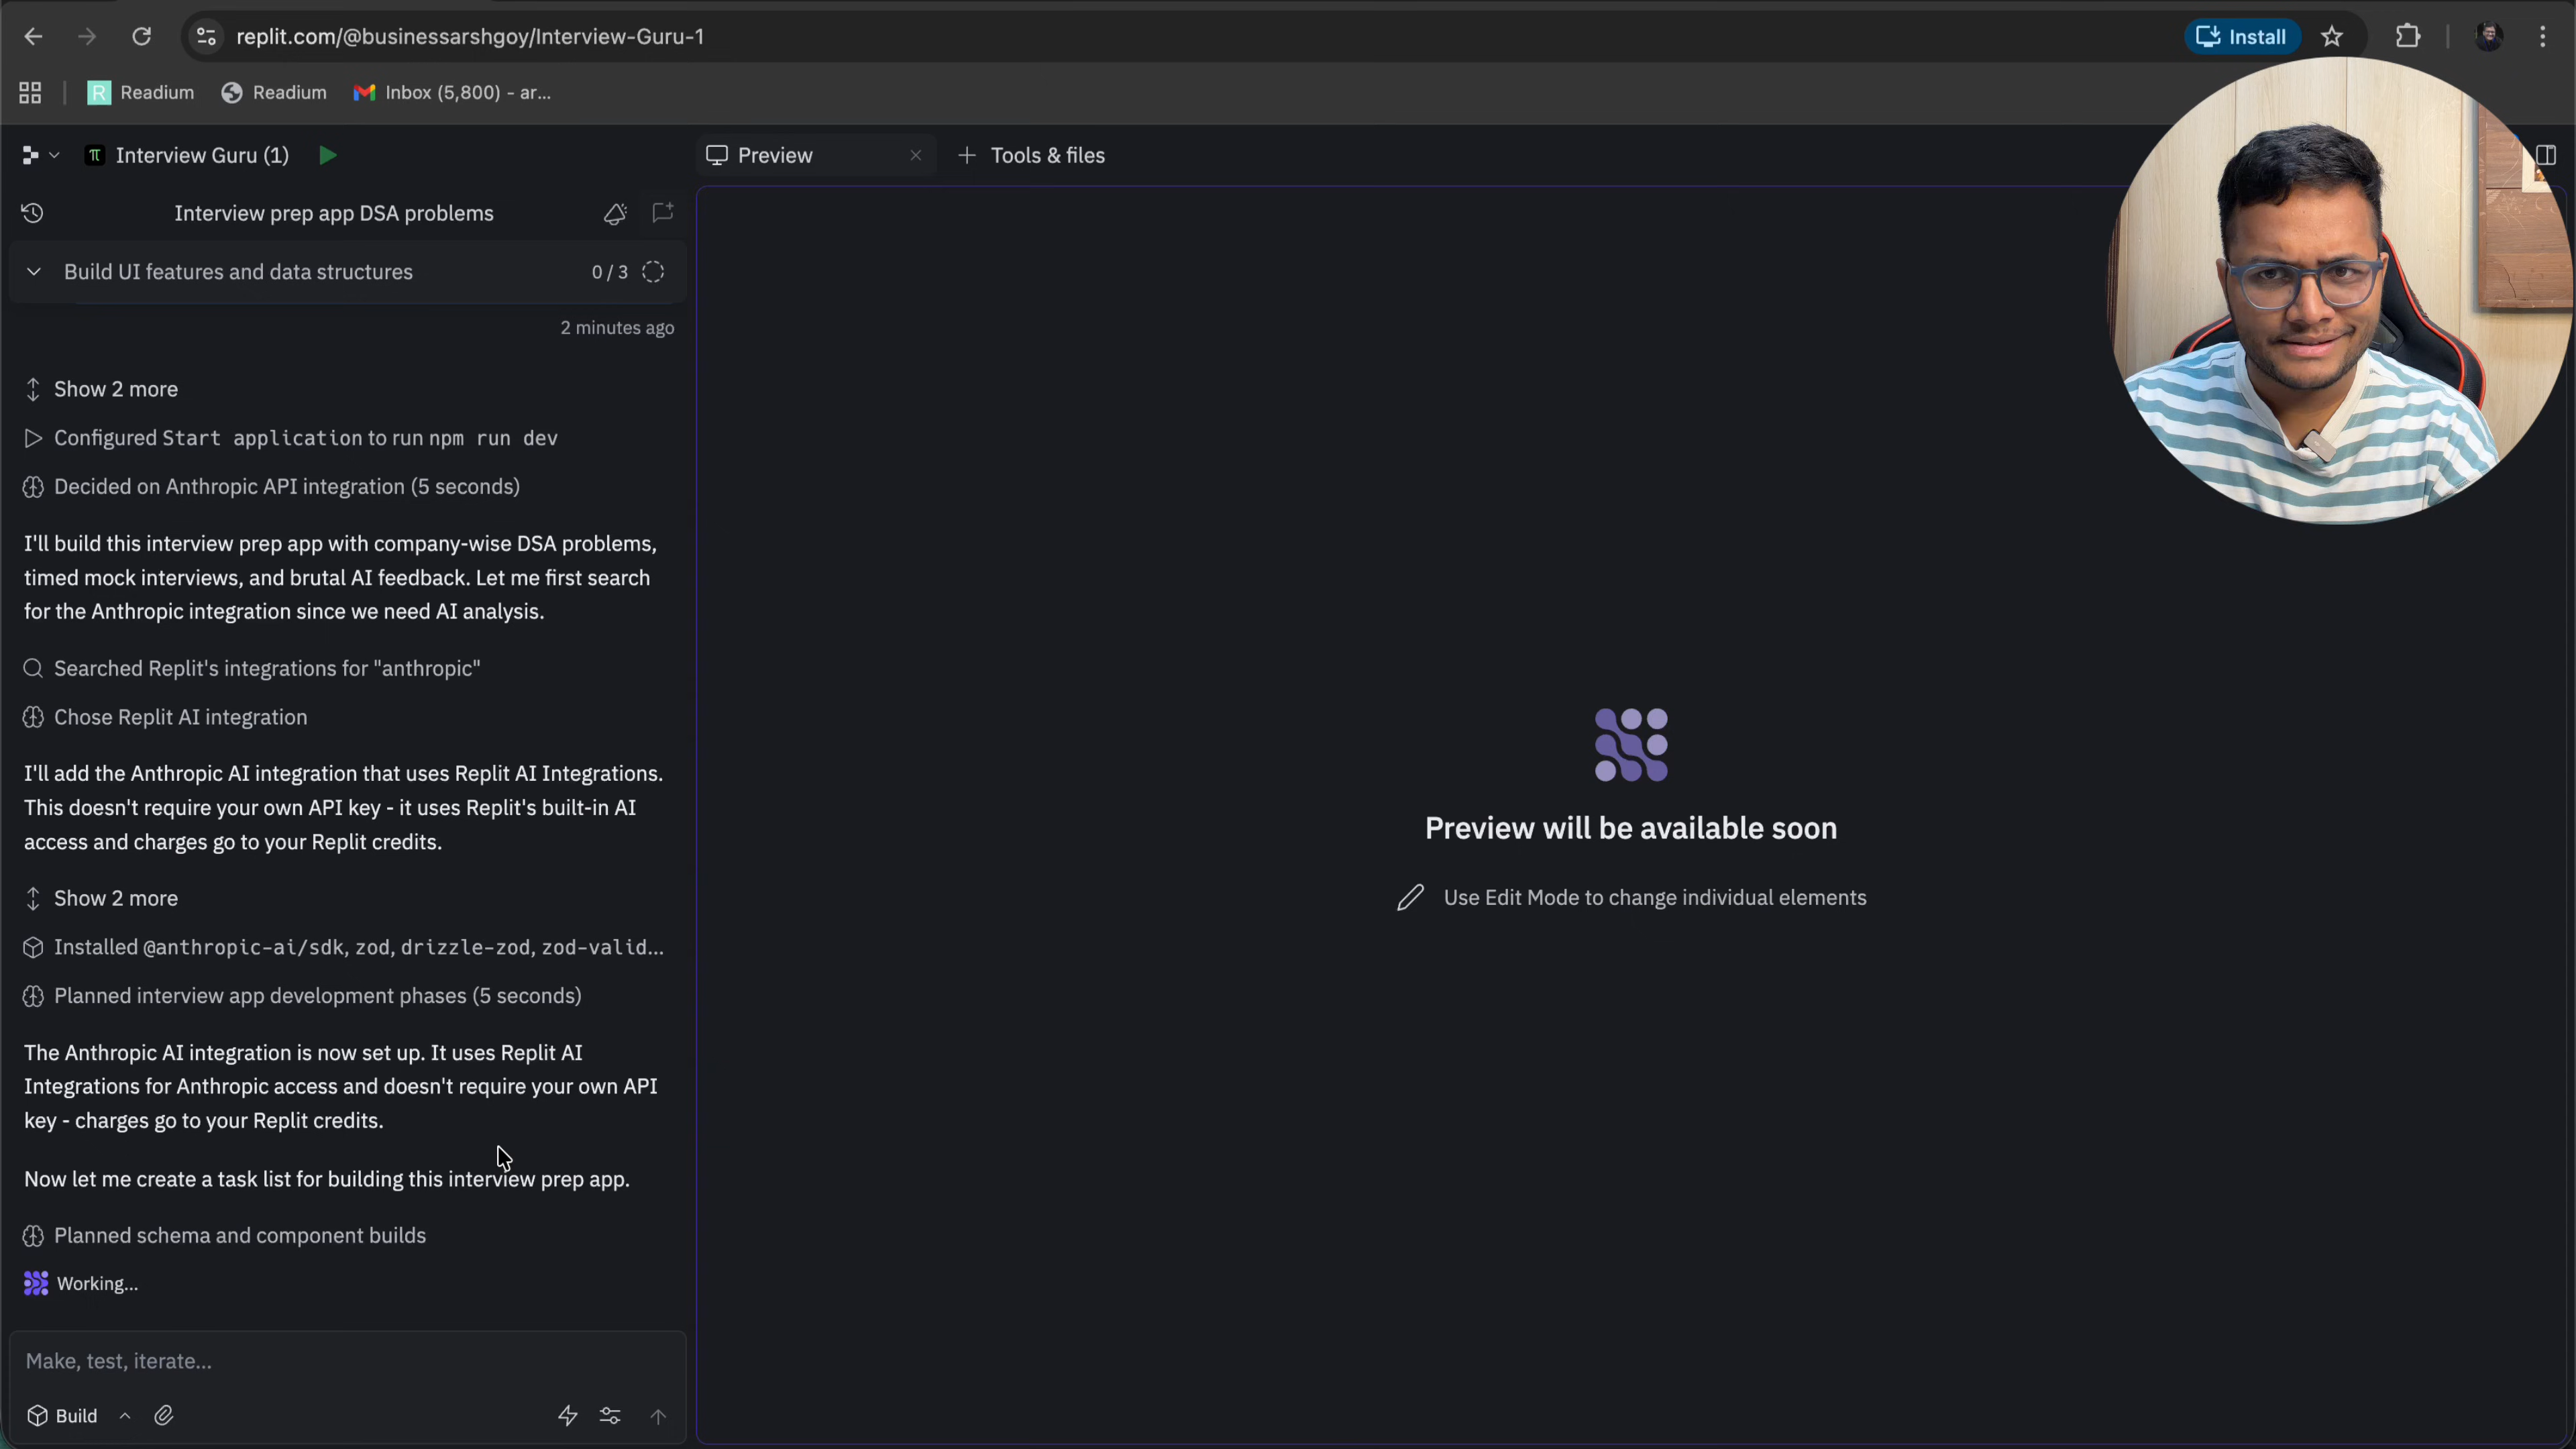 replit.com/@businessarshgoy/Interview-Guru-1
Install
R Readium
Readium
Inbox (5,800) - ar...
Interview Guru (1)
Preview
Tools & files
Interview prep app DSA problems
Build UI features and data structures 0 / 3
2 minutes ago
Show 2 more
Configured Start application to run npm run dev
Decided on Anthropic API integration (5 seconds)
I'll build this interview prep app with company-wise DSA problems,
timed mock interviews, and brutal AI feedback. Let me first search
for the Anthropic integration since we need AI analysis.
Searched Replit's integrations for "anthropic"
Chose Replit AI integration
I'll add the Anthropic AI integration that uses Replit AI Integrations.
This doesn't require your own API key - it uses Replit's built-in AI
access and charges go to your Replit credits.
Show 2 more
Installed @anthropic-ai/sdk, zod, drizzle-zod, zod-valid...
Planned interview app development phases (5 seconds)
The Anthropic AI integration is now set up. It uses Replit AI
Integrations for Anthropic access and doesn't require your own API
key - charges go to your Replit credits.
Now let me create a task list for building this interview prep app.
Planned schema and component builds
Working...
Make, test, iterate...
Build
Preview will be available soon
Use Edit Mode to change individual elements